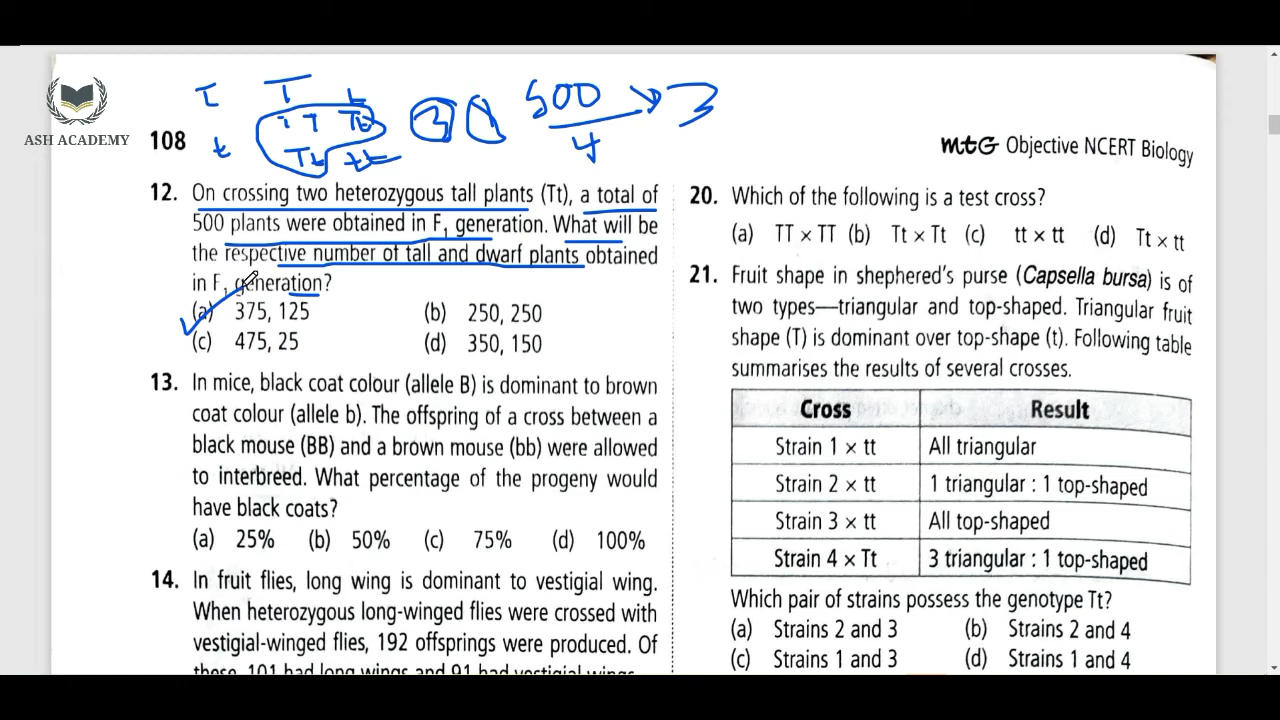 T T t 3 1 500 → 3
T T Tt 4
t Tt tt
ASH ACADEMY
108
mtG Objective NCERT Biology
12. On crossing two heterozygous tall plants (Tt), a total of
500 plants were obtained in F1 generation. What will be
the respective number of tall and dwarf plants obtained
in F1 generation?
(a) 375, 125 (b) 250, 250
(c) 475, 25 (d) 350, 150
13. In mice, black coat colour (allele B) is dominant to brown
coat colour (allele b). The offspring of a cross between a
black mouse (BB) and a brown mouse (bb) were allowed
to interbreed. What percentage of the progeny would
have black coats?
(a) 25% (b) 50% (c) 75% (d) 100%
14. In fruit flies, long wing is dominant to vestigial wing.
When heterozygous long-winged flies were crossed with
vestigial-winged flies, 192 offsprings were produced. Of
these, 101 had long wings and 91 had vestigial wings.
20. Which of the following is a test cross?
(a) TT × TT (b) Tt × Tt (c) tt × tt (d) Tt × tt
21. Fruit shape in shepherd's purse (Capsella bursa) is of
two types—triangular and top-shaped. Triangular fruit
shape (T) is dominant over top-shape (t). Following table
summarises the results of several crosses.
Cross Result
Strain 1 × tt All triangular
Strain 2 × tt 1 triangular : 1 top-shaped
Strain 3 × tt All top-shaped
Strain 4 × Tt 3 triangular : 1 top-shaped
Which pair of strains possess the genotype Tt?
(a) Strains 2 and 3 (b) Strains 2 and 4
(c) Strains 1 and 3 (d) Strains 1 and 4